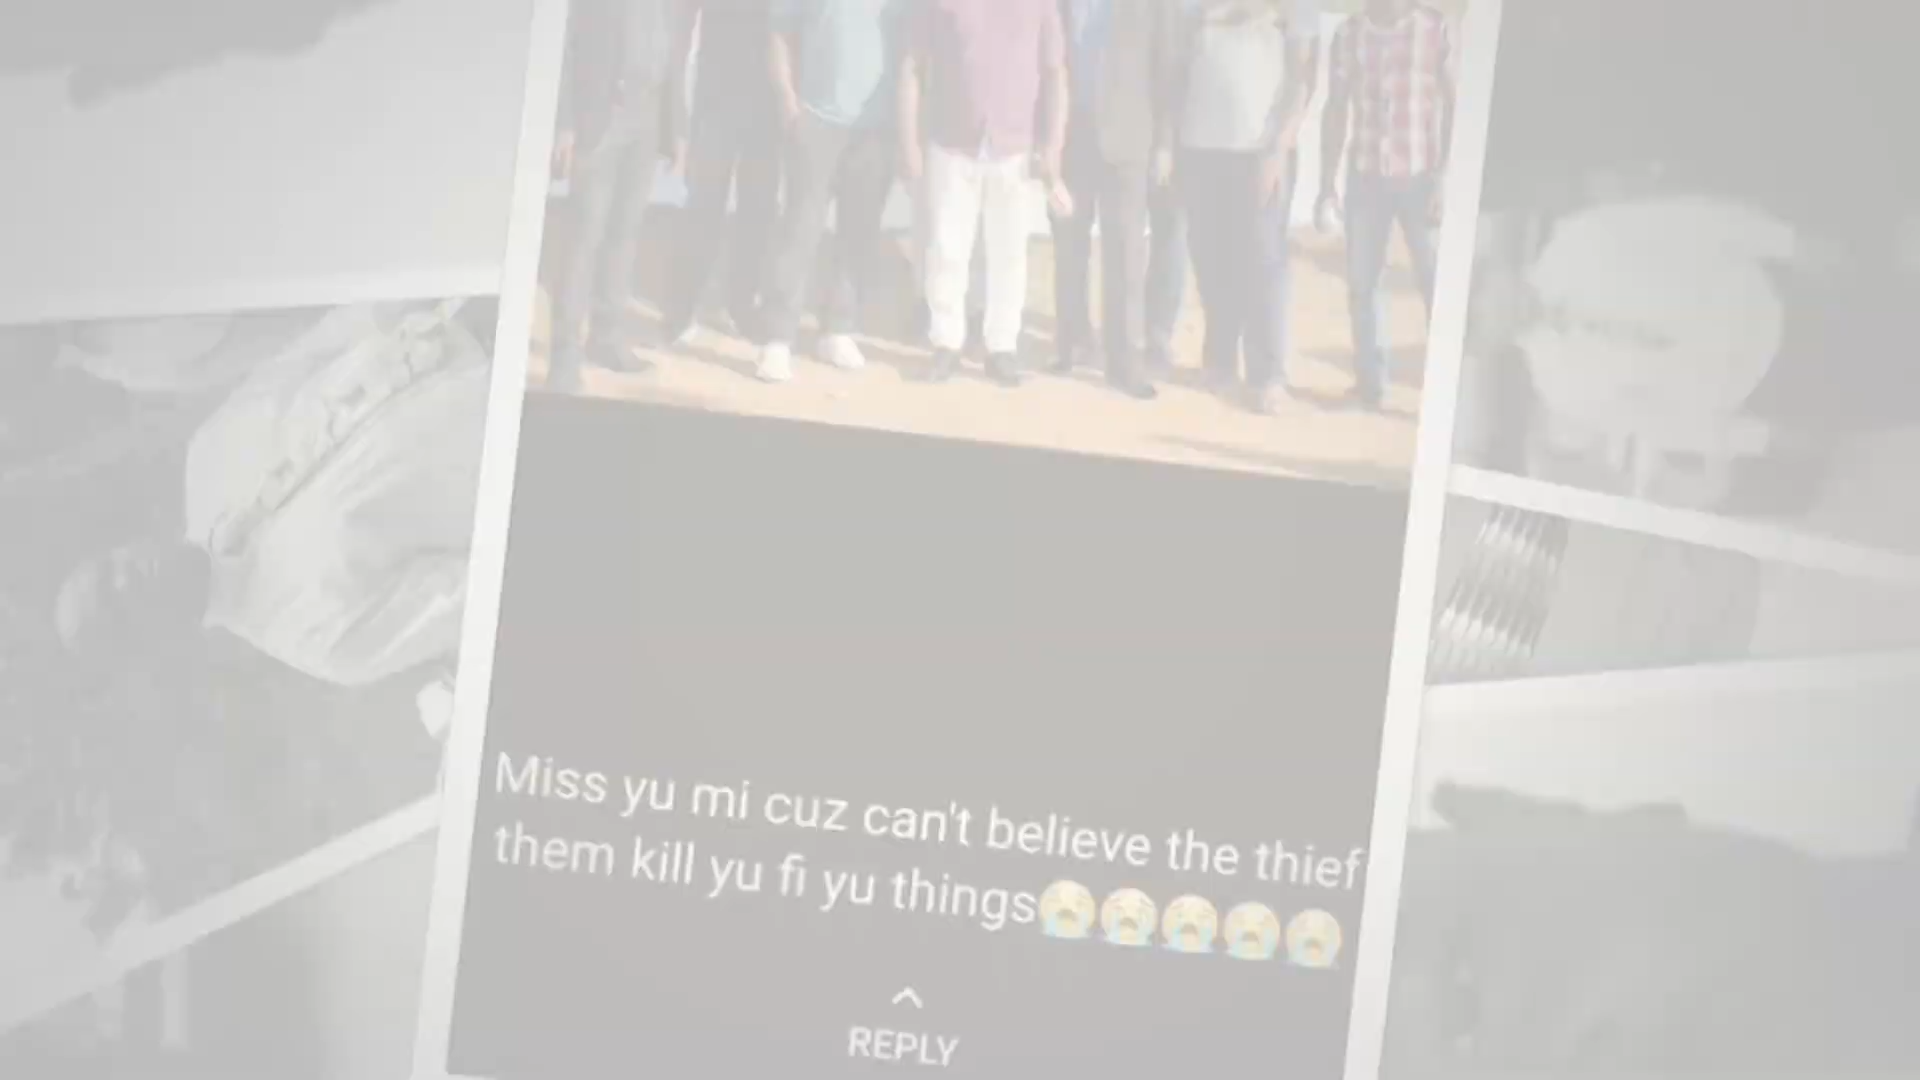 Miss yu mi cuz can't believe the thief
them kill yu fi yu things😭😭😭😭😭
REPLY